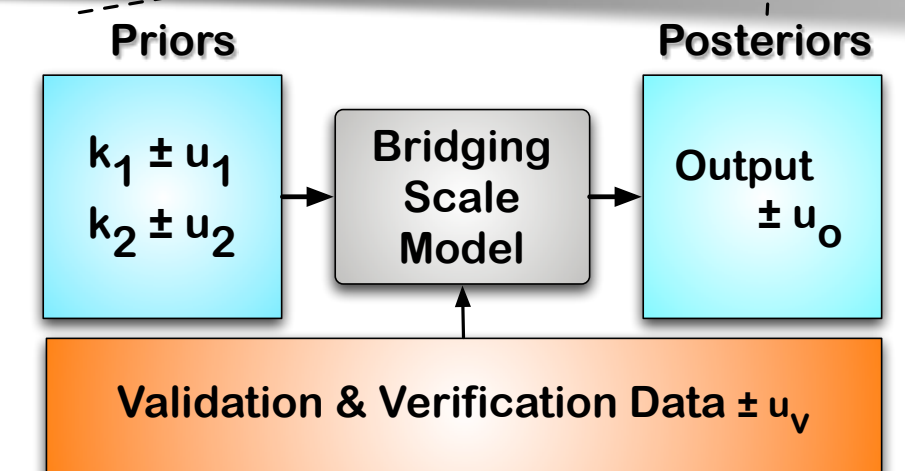 Priors
Posteriors
k₁ ± u₁
k₂ ± u₂
Bridging
Scale
Model
Output
± uₒ
Validation & Verification Data ± uᵥ